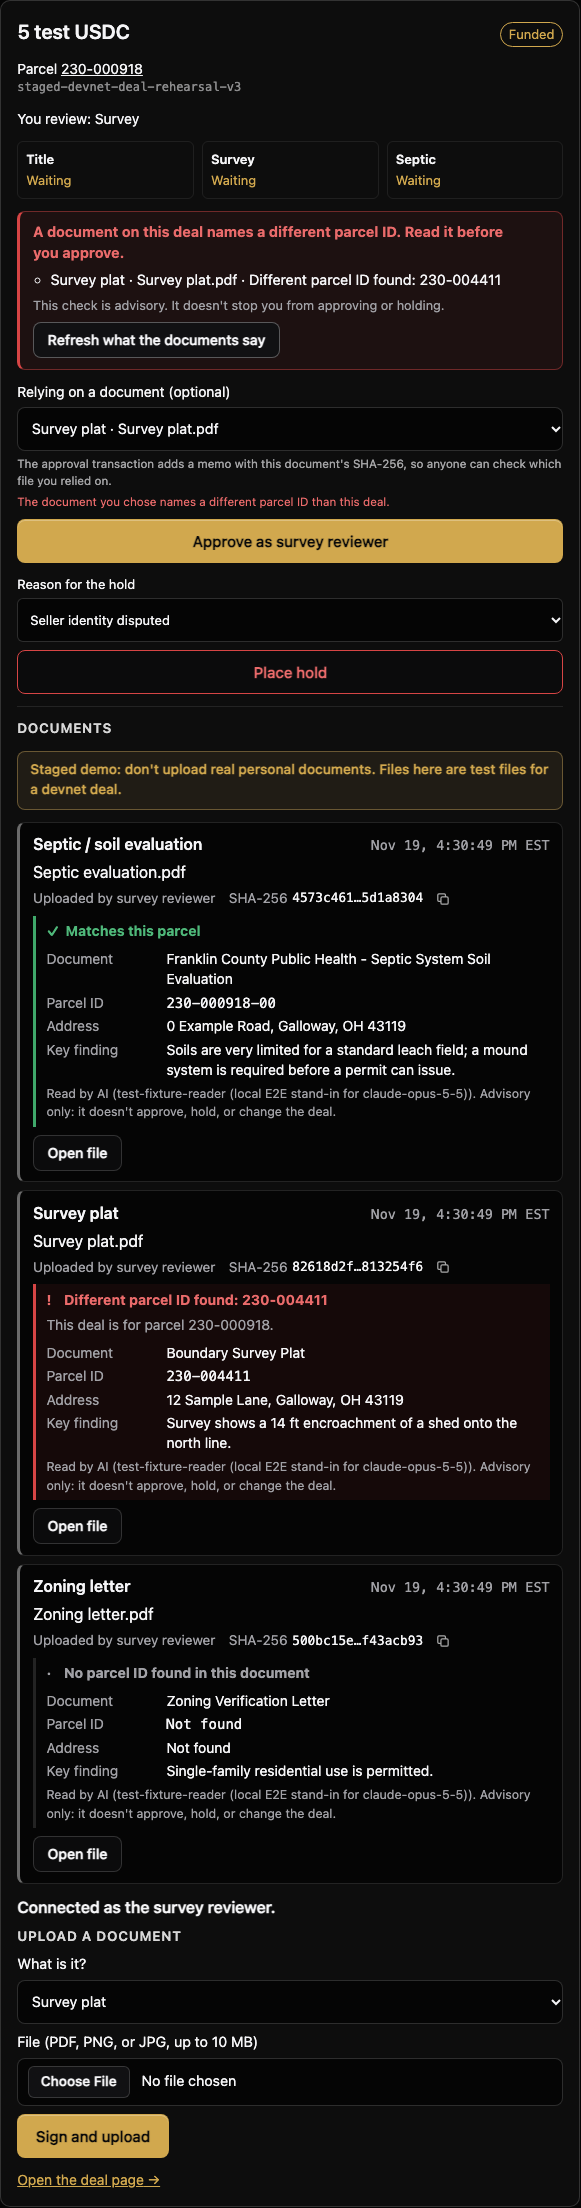 5 test USDC
Funded
Parcel 230-000918
staged-devnet-deal-rehearsal-v3
You review: Survey
Title
Waiting
Survey
Waiting
Septic
Waiting
A document on this deal names a different parcel ID. Read it before
you approve.
Survey plat · Survey plat.pdf · Different parcel ID found: 230-004411
This check is advisory. It doesn't stop you from approving or holding.
Refresh what the documents say
Relying on a document (optional)
Survey plat · Survey plat.pdf
The approval transaction adds a memo with this document's SHA-256, so anyone can check which
file you relied on.
The document you chose names a different parcel ID than this deal.
Approve as survey reviewer
Reason for the hold
Seller identity disputed
Place hold
DOCUMENTS
Staged demo: don't upload real personal documents. Files here are test files for
a devnet deal.
Septic / soil evaluation
Nov 19, 4:30:49 PM EST
Septic evaluation.pdf
Uploaded by survey reviewer SHA-256 4573c461…5d1a8304
✓ Matches this parcel
Document Franklin County Public Health - Septic System Soil
Evaluation
Parcel ID 230-000918-00
Address 0 Example Road, Galloway, OH 43119
Key finding Soils are very limited for a standard leach field; a mound
system is required before a permit can issue.
Read by AI (test-fixture-reader (local E2E stand-in for claude-opus-5-5)). Advisory
only: it doesn't approve, hold, or change the deal.
Open file
Survey plat
Nov 19, 4:30:49 PM EST
Survey plat.pdf
Uploaded by survey reviewer SHA-256 82618d2f…813254f6
! Different parcel ID found: 230-004411
This deal is for parcel 230-000918.
Document Boundary Survey Plat
Parcel ID 230-004411
Address 12 Sample Lane, Galloway, OH 43119
Key finding Survey shows a 14 ft encroachment of a shed onto the
north line.
Read by AI (test-fixture-reader (local E2E stand-in for claude-opus-5-5)). Advisory
only: it doesn't approve, hold, or change the deal.
Open file
Zoning letter
Nov 19, 4:30:49 PM EST
Zoning letter.pdf
Uploaded by survey reviewer SHA-256 500bc15e…f43acb93
· No parcel ID found in this document
Document Zoning Verification Letter
Parcel ID Not found
Address Not found
Key finding Single-family residential use is permitted.
Read by AI (test-fixture-reader (local E2E stand-in for claude-opus-5-5)). Advisory
only: it doesn't approve, hold, or change the deal.
Open file
Connected as the survey reviewer.
UPLOAD A DOCUMENT
What is it?
Survey plat
File (PDF, PNG, or JPG, up to 10 MB)
Choose File No file chosen
Sign and upload
Open the deal page →